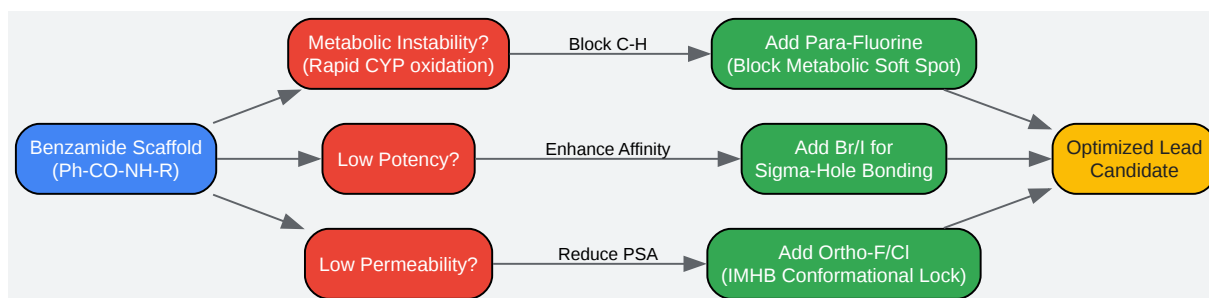 Metabolic Instability?
(Rapid CYP oxidation)
Block C-H
Add Para-Fluorine
(Block Metabolic Soft Spot)
Benzamide Scaffold
(Ph-CO-NH-R)
Low Potency?
Enhance Affinity
Add Br/I for
Sigma-Hole Bonding
Optimized Lead
Candidate
Low Permeability?
Reduce PSA
Add Ortho-F/Cl
(IMHB Conformational Lock)